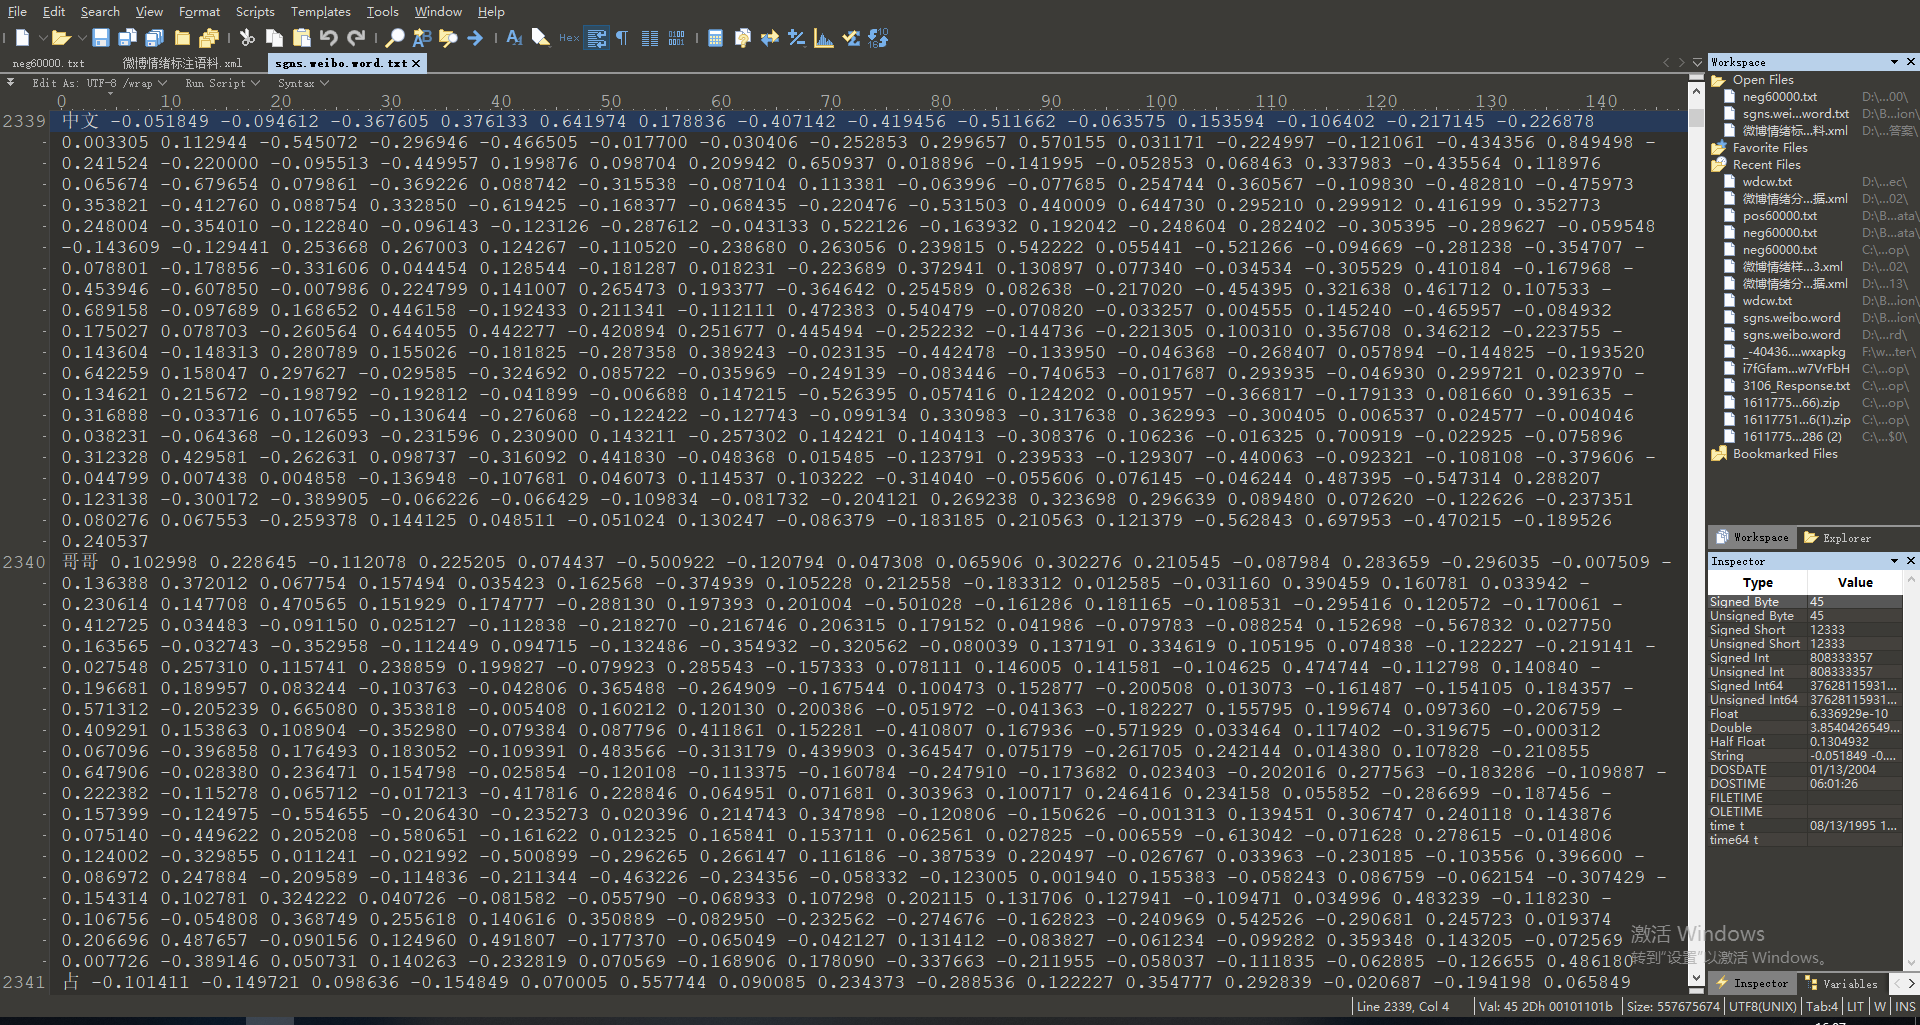 File Edit Search View Format Scripts Templates Tools Window Help
neg60000.txt 微博情绪标注语料.xml sgns.weibo.word.txt
Edit As: UTF-8 /wrap Run Script Syntax
0 10 20 30 40 50 60 70 80 90 100 110 120 130 140
2339 中文 -0.051849 -0.094612 -0.367605 0.376133 0.641974 0.178836 -0.407142 -0.419456 -0.511662 -0.063575 0.153594 -0.106402 -0.217145 -0.226878
0.003305 0.112944 -0.545072 -0.296946 -0.466505 -0.017700 -0.030406 -0.252853 0.299657 0.570155 0.031171 -0.224997 -0.121061 -0.434356 0.849498 -
0.241524 -0.220000 -0.095513 -0.449957 0.199876 0.098704 0.209942 0.650937 0.018896 -0.141995 -0.052853 0.068463 0.337983 -0.435564 0.118976
0.065674 -0.679654 0.079861 -0.369226 0.088742 -0.315538 -0.087104 0.113381 -0.063996 -0.077685 0.254744 0.360567 -0.109830 -0.482810 -0.475973
0.353821 -0.412760 0.088754 0.332850 -0.619425 -0.168377 -0.068435 -0.220476 -0.531503 0.440009 0.644730 0.295210 0.299912 0.416199 0.352773
0.248004 -0.354010 -0.122840 -0.096143 -0.123126 -0.287612 -0.043133 0.522126 -0.163932 0.192042 -0.248604 0.282402 -0.305395 -0.289627 -0.059548
-0.143609 -0.129441 0.253668 0.267003 0.124267 -0.110520 -0.238680 0.263056 0.239815 0.542222 0.055441 -0.521266 -0.094669 -0.281238 -0.354707 -
0.078801 -0.178856 -0.331606 0.044454 0.128544 -0.181287 0.018231 -0.223689 0.372941 0.130897 0.077340 -0.034534 -0.305529 0.410184 -0.167968 -
0.453946 -0.607850 -0.007986 0.224799 0.141007 0.265473 0.193377 0.464642 0.254589 0.082638 -0.217020 -0.454395 0.321638 0.461712 0.107533 -
0.689158 -0.097689 0.168652 0.446156 -0.192433 0.211341 -0.112111 0.472383 0.540479 -0.070820 -0.033257 0.004555 0.145240 -0.465957 -0.084932
0.175027 0.078703 -0.260564 0.644058 0.442277 -0.420894 0.251677 0.445494 -0.252232 -0.144736 -0.221305 0.100310 0.356708 0.346212 -0.223755 -
0.143604 -0.148313 0.280789 0.155026 -0.181825 -0.287358 0.389243 -0.023135 -0.442478 -0.133950 -0.046368 -0.268407 0.057894 -0.144825 -0.193520
0.642259 0.158047 0.297627 -0.029585 -0.324692 0.085722 -0.035969 -0.249139 -0.083446 -0.740653 -0.017687 0.293935 -0.046930 0.299721 0.023970 -
0.134621 0.215672 -0.198792 -0.192812 -0.041899 -0.006688 0.147215 -0.526395 0.057416 0.124202 0.001957 -0.366817 -0.179133 0.081660 0.391635 -
0.316888 -0.033716 0.107655 -0.130644 -0.276068 -0.122422 -0.127743 -0.099134 0.330983 -0.317638 0.362993 -0.300405 0.006537 0.024577 -0.004046
0.038231 -0.064368 -0.126093 -0.231596 0.230900 0.143211 -0.257302 0.142421 0.140413 -0.308376 0.106236 -0.016325 0.700919 -0.022925 -0.075896
0.312328 0.429581 -0.262631 0.098737 -0.316092 0.441830 -0.048368 0.015485 -0.123791 0.239533 -0.129307 -0.440063 -0.092321 -0.108108 -0.379606 -
0.044799 0.007438 0.004858 -0.136948 -0.107681 0.046073 0.114537 0.103222 -0.314040 -0.055606 0.076145 -0.046244 0.487395 -0.547314 0.288207
0.123138 -0.300172 -0.389905 -0.066226 -0.066429 -0.109834 -0.081732 -0.204121 0.269238 0.323698 0.296639 0.089480 0.072620 -0.122626 -0.237351
0.080276 0.067553 -0.259378 0.144125 0.048511 -0.051024 0.130247 -0.086379 -0.183185 0.210563 0.121379 -0.562843 0.697953 -0.470215 -0.189526
0.240537
2340 哥哥 0.102998 0.228645 -0.112078 0.225205 0.074437 -0.500922 -0.120794 0.047308 0.065906 0.302276 0.210545 -0.087984 0.283659 -0.296035 -0.007509 -
0.136388 0.372012 0.067754 0.157494 0.035423 0.162568 -0.374939 0.105228 0.212558 -0.183312 0.012585 -0.031160 0.390459 0.160781 0.033942 -
0.230614 0.147708 0.470565 0.151929 0.174777 -0.288130 0.197393 0.201004 -0.501028 -0.161286 0.181165 -0.108531 -0.295416 0.120572 -0.170061 -
0.412725 0.034483 -0.091150 0.025127 -0.112838 -0.218270 -0.216746 0.206315 0.179152 0.041986 -0.079783 -0.088254 0.152698 -0.567832 0.027750
0.163565 -0.032743 -0.352958 -0.112449 0.094715 -0.132486 -0.354932 -0.320562 -0.080039 0.137191 0.334619 0.105195 0.074838 -0.122227 -0.219141 -
0.027548 0.257310 0.115741 0.238859 0.199827 -0.079923 0.285543 -0.157333 0.078111 0.146005 0.141581 -0.104625 0.474744 -0.112798 0.140840 -
0.196681 0.189957 0.083244 -0.103763 -0.042806 0.365488 -0.264909 -0.167544 0.100473 0.152877 -0.200508 0.013073 -0.161487 -0.154105 0.184357 -
0.571312 -0.205239 0.665080 0.353818 -0.005408 0.160212 0.120130 0.200386 -0.051972 -0.041363 -0.182227 0.155795 0.199674 0.097360 -0.206759 -
0.409291 0.153863 0.108904 -0.352980 -0.079384 0.087796 0.411861 0.152281 -0.410807 0.167936 -0.571929 0.033464 0.117402 -0.319675 -0.000312
0.067096 -0.396858 0.176493 0.183052 -0.109391 0.483566 -0.313179 0.439903 0.364547 0.075179 -0.261705 0.242144 0.014380 0.107828 -0.210855
0.647906 -0.028380 0.236471 0.154798 -0.025854 -0.120108 -0.113375 -0.160784 -0.247910 -0.173682 0.023403 -0.202016 0.277563 -0.183286 -0.109887 -
0.222382 -0.115278 0.065712 -0.017213 -0.417816 0.228846 0.064951 0.071681 0.303963 0.100717 0.246416 0.234158 0.055852 -0.286699 -0.187456 -
0.157399 -0.124975 -0.554655 -0.206430 -0.235273 0.020396 0.214743 0.347898 -0.120806 -0.150626 -0.001313 0.139451 0.306747 0.240118 0.143876
0.075140 -0.449622 0.205208 -0.580651 -0.161622 0.012325 0.165841 0.153711 0.062561 0.027825 -0.006559 -0.613042 -0.071628 0.278615 -0.014806
0.124002 -0.329855 0.011241 -0.021992 -0.500899 -0.296265 0.266147 0.116186 -0.387539 0.220497 -0.026767 0.033963 -0.230185 -0.103556 0.396600 -
0.086972 0.247884 -0.209589 -0.114836 -0.211344 -0.463226 -0.234356 -0.058332 -0.123005 0.001940 0.155383 -0.058243 0.086759 -0.062154 -0.307429 -
0.154314 0.102781 0.324222 0.040726 -0.081582 -0.055790 -0.068933 0.107298 0.202115 0.131706 0.127941 -0.109471 0.034996 0.483239 -0.118230 -
0.106756 -0.054808 0.368749 0.255618 0.140616 0.350889 -0.082950 -0.232562 -0.274676 -0.162823 -0.240969 0.542526 -0.290681 0.245723 0.019374
0.206696 0.487657 -0.090156 0.124960 0.491807 -0.177370 -0.065049 -0.042127 0.131412 -0.083827 -0.061234 -0.099282 0.359348 0.143205 -0.072569
0.007726 -0.389146 0.050731 0.140263 -0.232819 0.070569 -0.168906 0.178090 -0.337363 -0.211955 -0.058037 -0.111835 -0.062885 -0.126655 0.486180
2341 占 -0.101411 -0.149721 0.098636 -0.154849 0.070005 0.557744 0.090085 0.234373 -0.288536 0.122227 0.354777 0.292839 -0.020687 -0.194198 0.065849
Workspace
Open Files
neg60000.txt D:\...00\
sgns.wei...word.txt D:\B...ion\
微博情绪标...料.xml D:\...答案\
Favorite Files
Recent Files
wdcw.txt D:\...ec\
微博情绪分...据.xml D:\...02\
pos60000.txt D:\B...ata\
neg60000.txt D:\B...ata\
neg60000.txt C:\...op\
微博情绪样...3.xml D:\...02\
微博情绪分...据.xml D:\...13\
wdcw.txt D:\B...ion\
sgns.weibo.word D:\B...ion\
sgns.weibo.word D:\...rd\
_-40436....wxapkg F:\w...ter\
i7fGfam...w7VrFbH C:\...op\
3106_Response.txt C:\...op\
1611775...66).zip C:\...op\
16117751...6(1).zip C:\...op\
1611775...286 (2) C:\...$0\
Bookmarked Files
Workspace Explorer
Inspector
Type Value
Signed Byte 45
Unsigned Byte 45
Signed Short 12333
Unsigned Short 12333
Signed Int 808333357
Unsigned Int 808333357
Signed Int64 37628115931...
Unsigned Int64 37628115931...
Float 6.336929e-10
Double 3.8540426549...
Half Float 0.1304932
String -0.051849 -0....
DOSDATE 01/13/2004
DOSTIME 06:01:26
FILETIME
OLETIME
time t 08/13/1995 1...
time64 t
激活 Windows
转到"设置"以激活 Windows。
Inspector Variables
Line 2339, Col 4 Val: 45 2Dh 00101101b Size: 557675674 UTF8(UNIX) Tab:4 LIT W INS